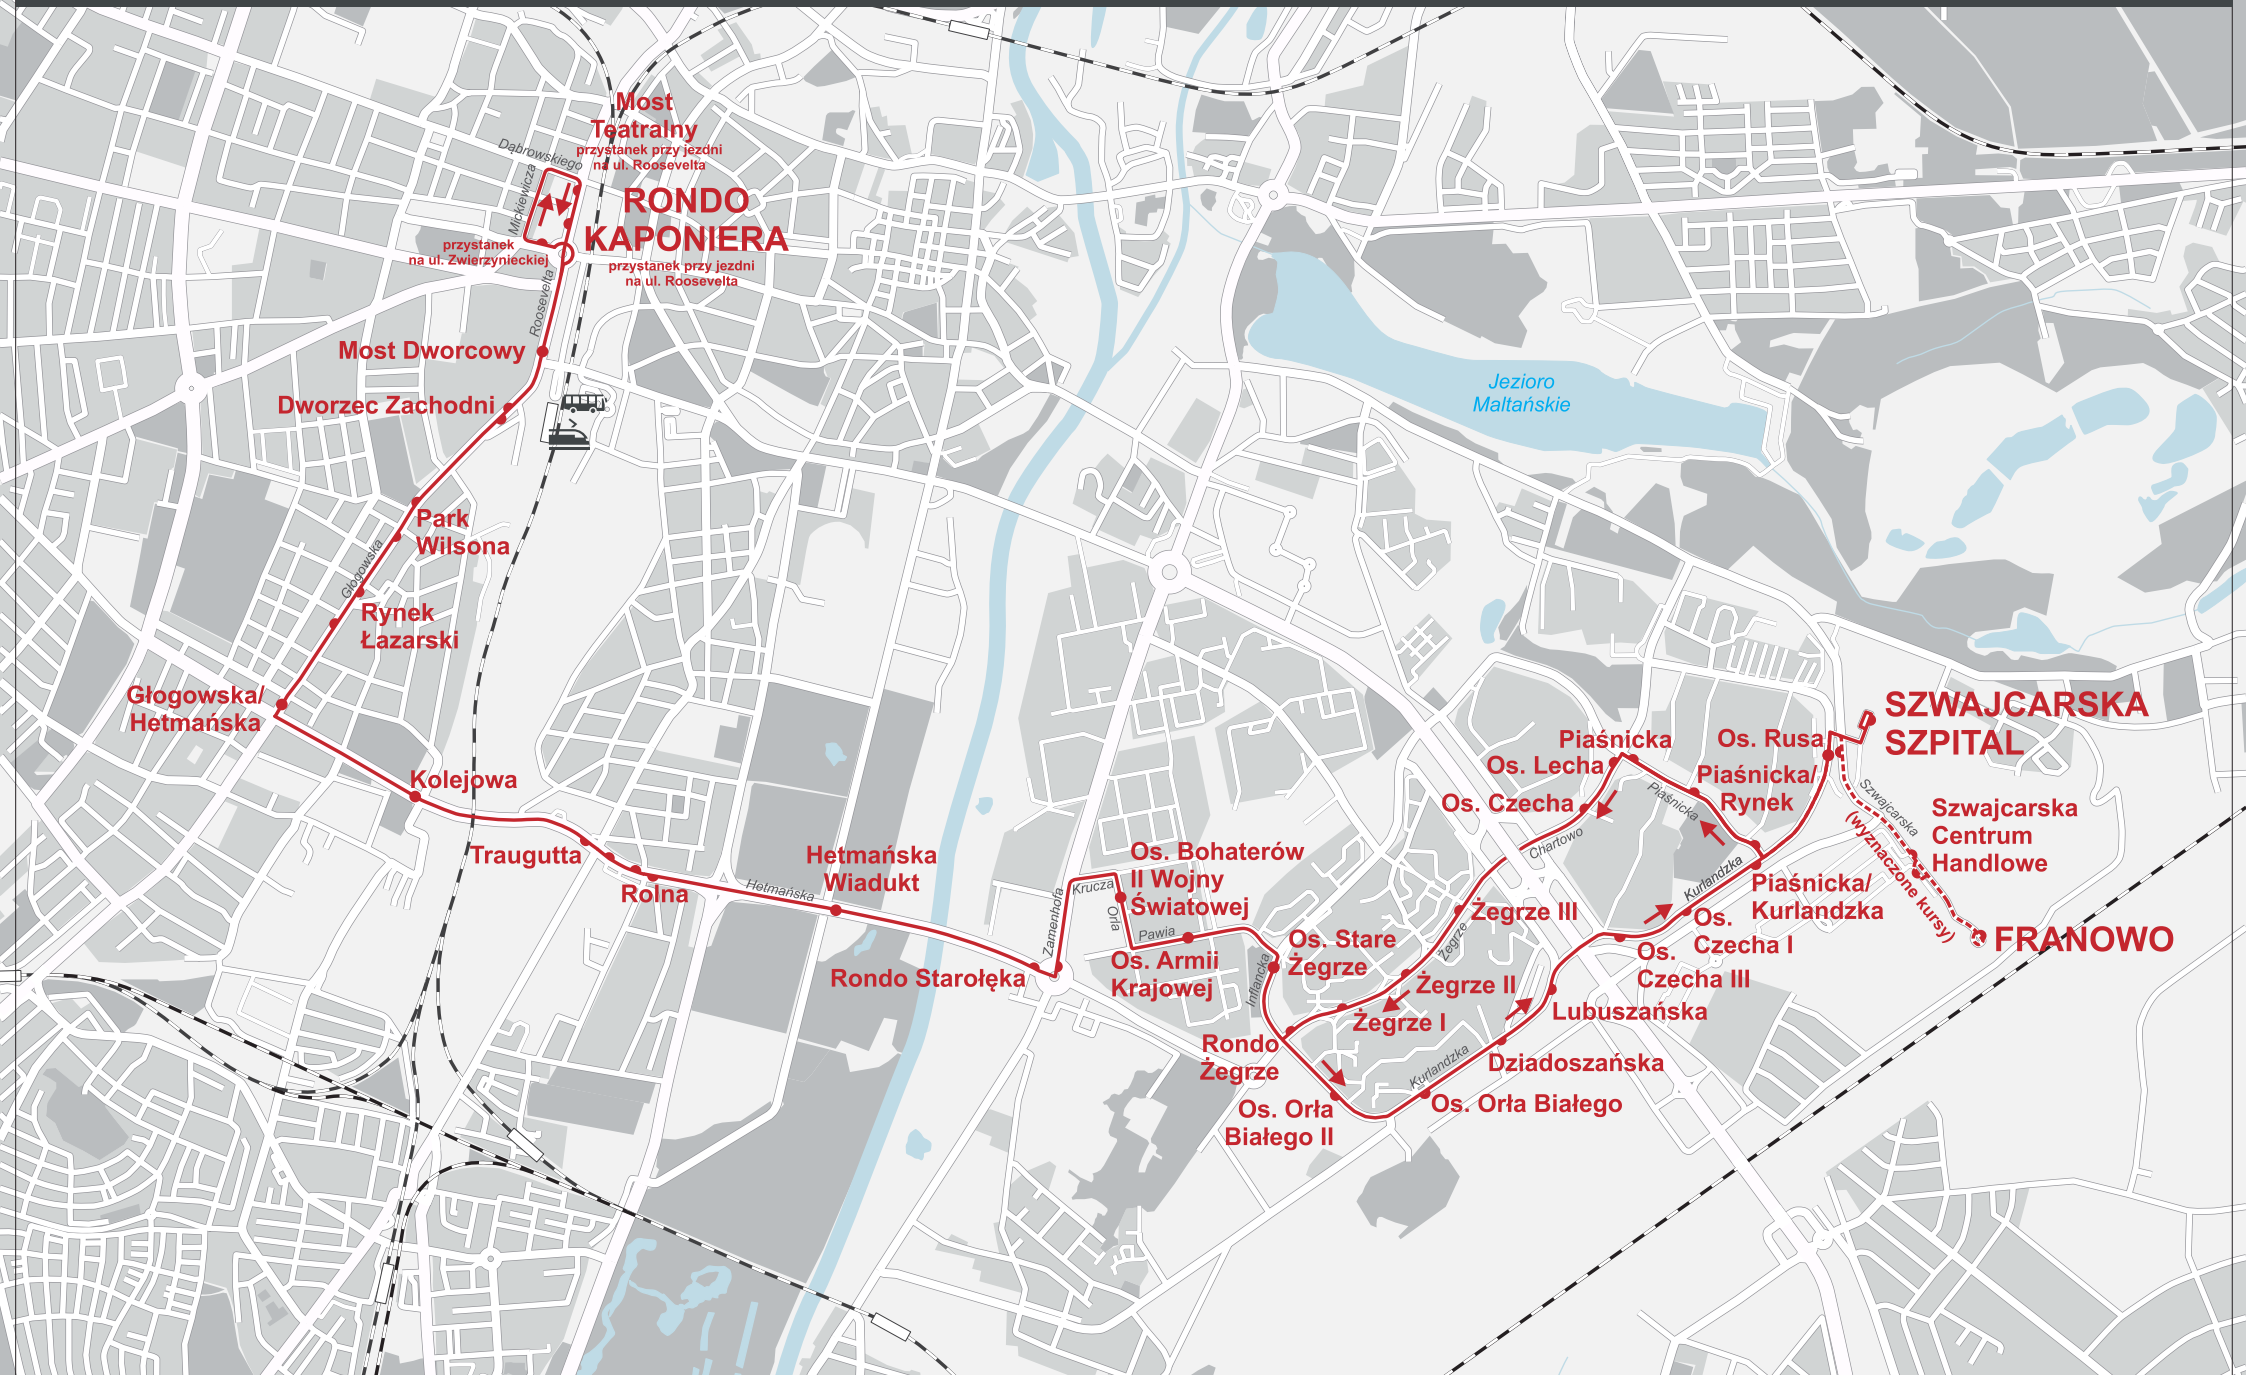 Most
Teatralny
przystanek przy jezdni
na ul. Roosevelta
Dąbrowskiego
Mickiewicza
RONDO
KAPONIERA
przystanek przy jezdni
na ul. Roosevelta
przystanek
na ul. Zwierzynieckiej
Roosevelta
Most Dworcowy
Dworzec Zachodni
Jezioro
Maltańskie
Park
Wilsona
Głogowska
Rynek
Łazarski
Głogowska/
Hetmańska
Kolejowa
Traugutta
Rolna
Hetmańska
Hetmańska
Wiadukt
Rondo Starołęka
Zamenhofa
Krucza
Orla
Pawia
Os. Bohaterów
II Wojny
Światowej
Os. Armii
Krajowej
Inflancka
Os. Stare
Żegrze
Rondo
Żegrze
Os. Orła
Białego II
Żegrze I
Żegrze II
Żegrze
Żegrze III
Kurlandzka
Os. Orła Białego
Dziadoszańska
Lubuszańska
Os.
Czecha III
Os.
Czecha I
Kurlandzka
Piaśnicka/
Kurlandzka
Chartowo
Os. Czecha
Os. Lecha
Piaśnicka
Piaśnicka
Piaśnicka/
Rynek
Os. Rusa
SZWAJCARSKA
SZPITAL
Szwajcarska
(wyznaczone kursy)
Szwajcarska
Centrum
Handlowe
FRANOWO